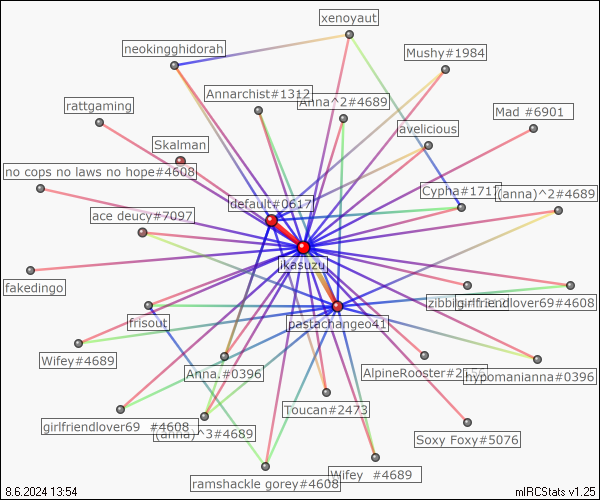 xenoyaut
neokingghidorah
Mushy#1984
Annarchist#1312
Anna^2#4689
rattgaming
Mad #6901
avelicious
Skalman
no cops no laws no hope#4608
Cypha#171
(anna)^2#4689
default#0617
ace deucy#7097
ikasuzu
fakedingo
girlfriendlover69#4608
frisout
pastachangeo41
Wifey#4689
Anna.#0396
AlpineRooster#2
hypomanianna#0396
Toucan#2473
girlfriendlover69 #4608
(anna)^3#4689
Soxy Foxy#5076
ramshackle gorey#4608
Wifey #4689
8.6.2024 13:54
mIRCStats v1.25